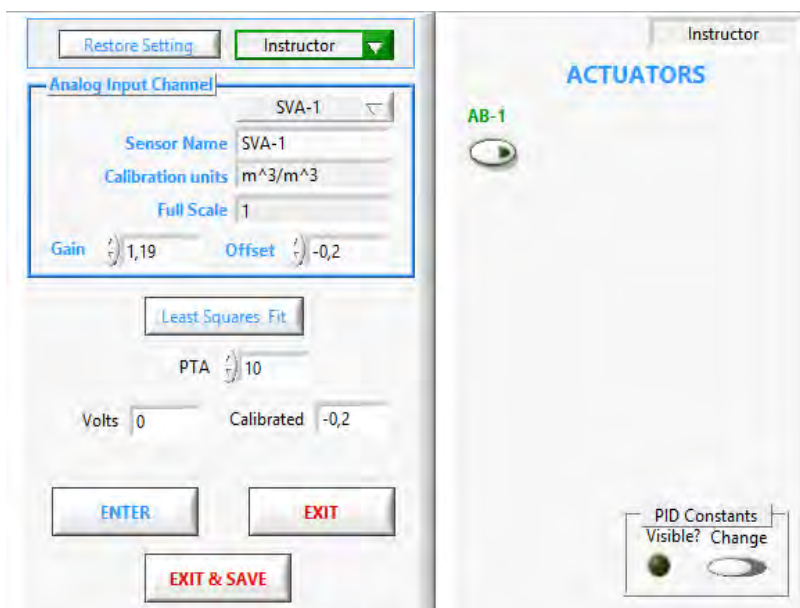 Restore Setting
Instructor
Analog Input Channel
SVA-1
Sensor Name SVA-1
Calibration units m^3/m^3
Full Scale 1
Gain 1,19 Offset -0,2
Least Squares Fit
PTA 10
Volts 0 Calibrated -0,2
ENTER
EXIT
EXIT & SAVE
Instructor
ACTUATORS
AB-1
PID Constants
Visible? Change